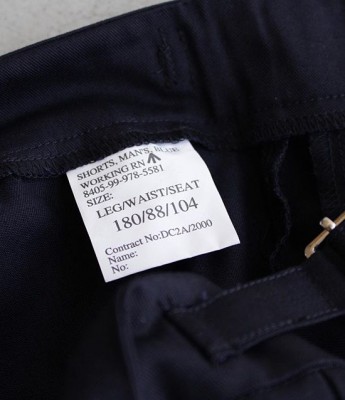 SHORTS, MAN'S, BLUE
WORKING RN
8405-99-978-5581
SIZE:
LEG/WAIST/SEAT
180/88/104
Contract No:DC2A/2000
Name:
No: